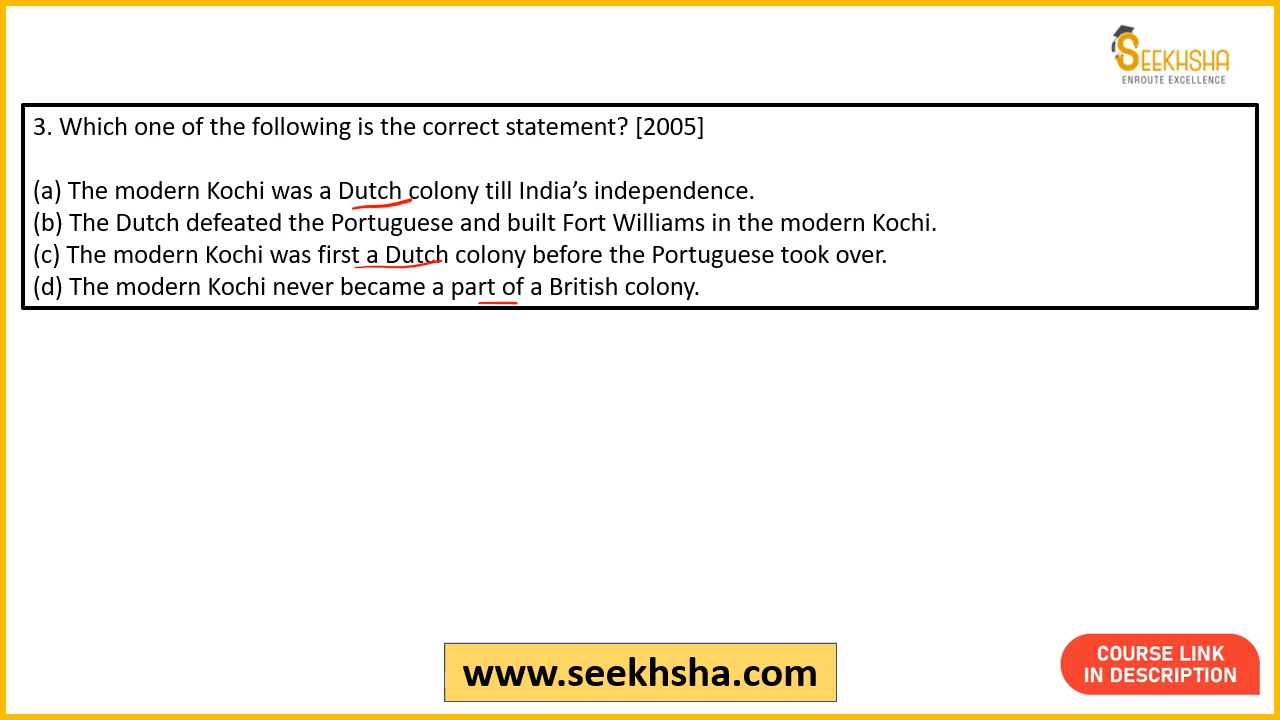 SEEKHSHA
ENROUTE EXCELLENCE
3. Which one of the following is the correct statement? [2005]
(a) The modern Kochi was a Dutch colony till India’s independence.
(b) The Dutch defeated the Portuguese and built Fort Williams in the modern Kochi.
(c) The modern Kochi was first a Dutch colony before the Portuguese took over.
(d) The modern Kochi never became a part of a British colony.
www.seekhsha.com
COURSE LINK
IN DESCRIPTION